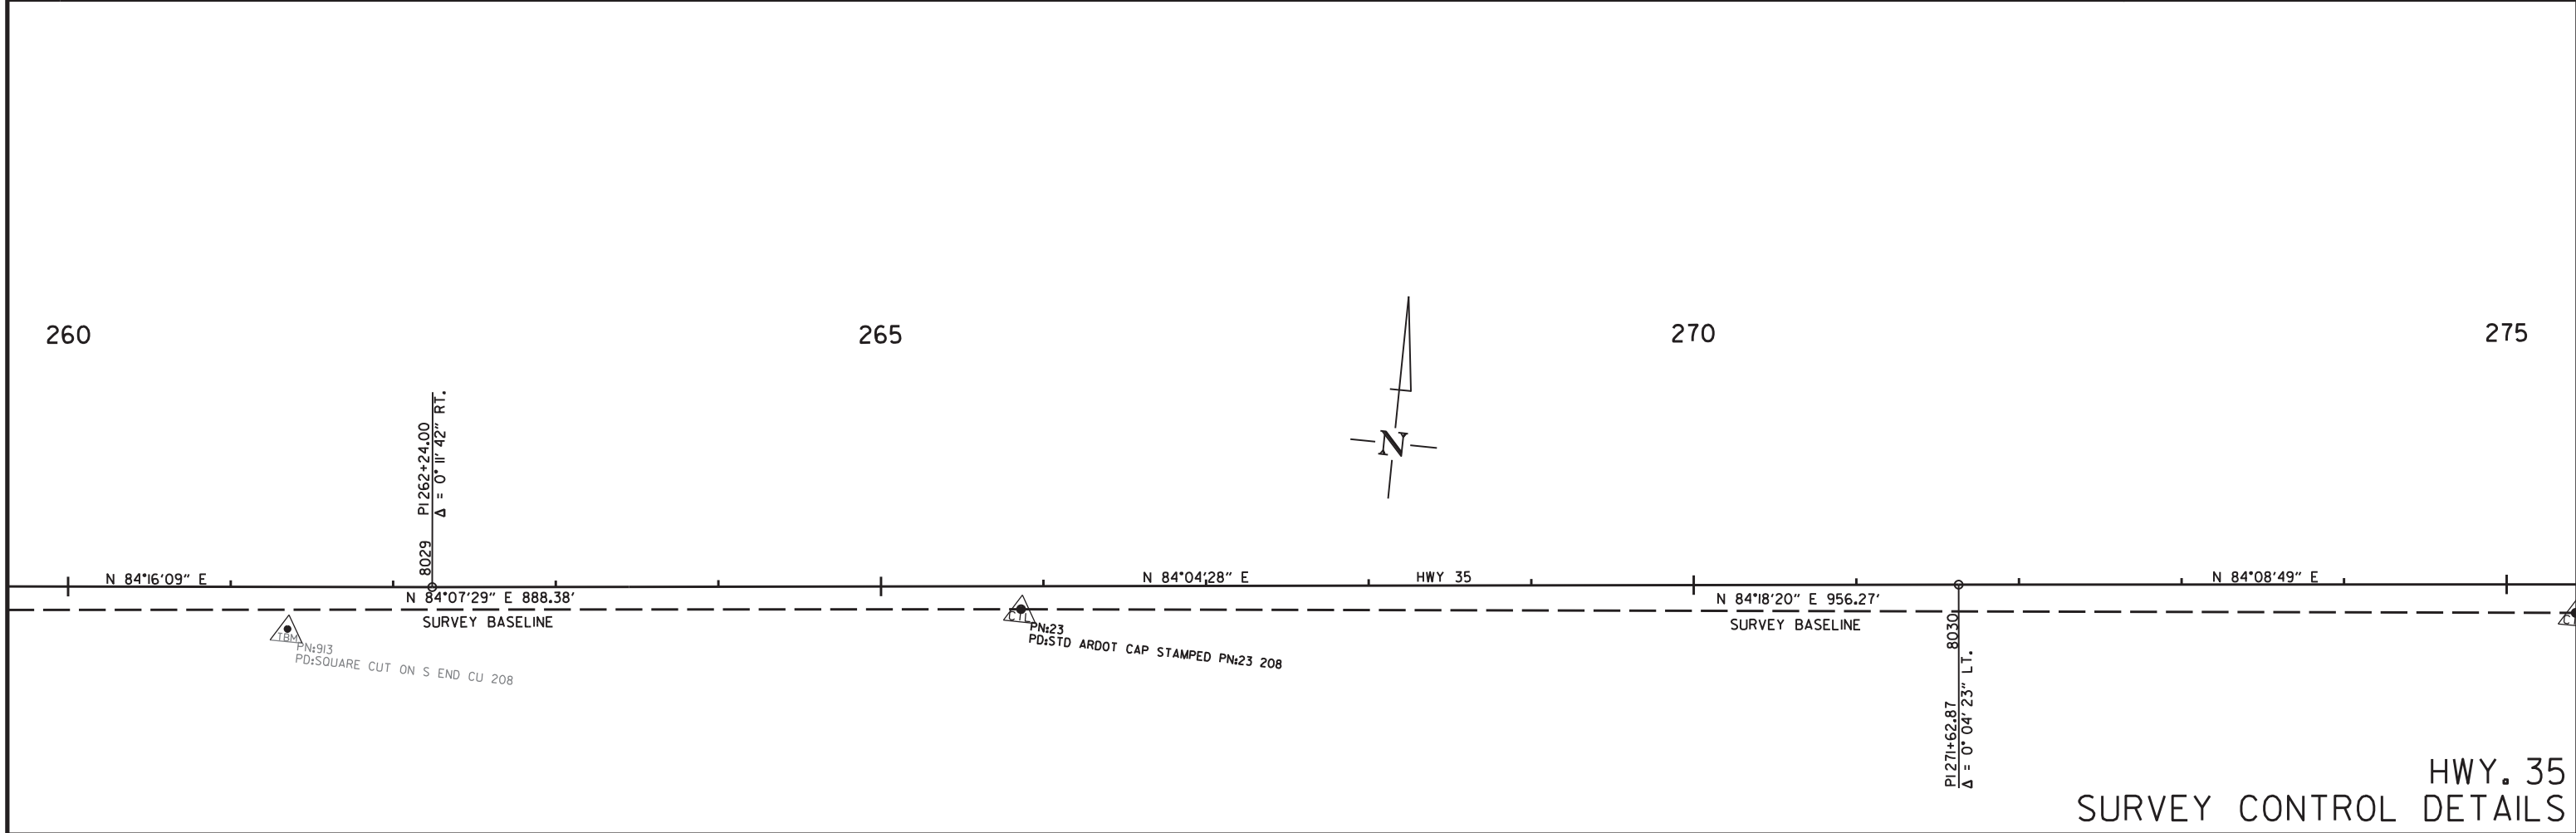 260
265
270
275
PI 262+24.00
Δ = 0° 11' 42" RT.
8029
N
N 84°16'09" E
N 84°04'28" E
HWY 35
N 84°08'49" E
N 84°07'29" E 888.38'
SURVEY BASELINE
N 84°18'20" E 956.27'
SURVEY BASELINE
TBM
PN:913
PD:SQUARE CUT ON S END CU 208
CTL
PN:23
PD:STD ARDOT CAP STAMPED PN:23 208
8030
PI 271+62.87
Δ = 0° 04' 23" LT.
HWY. 35
SURVEY CONTROL DETAILS